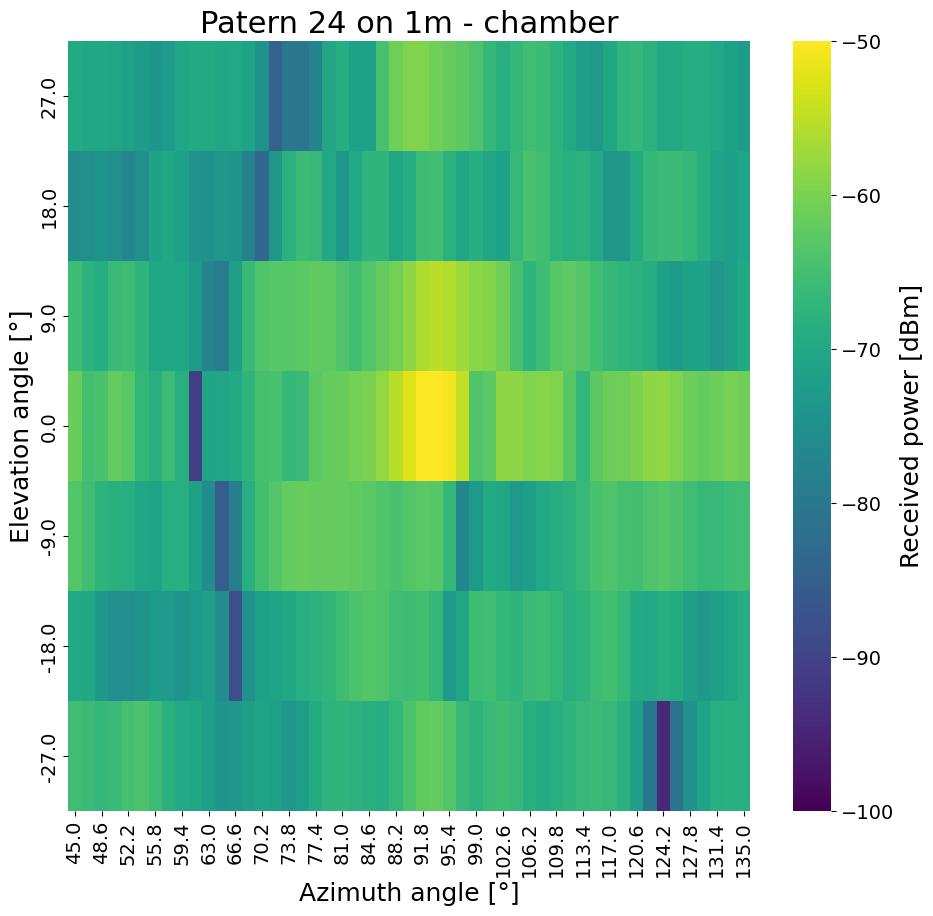 Patern 24 on 1m - chamber
Elevation angle [°]
27.0
18.0
9.0
0.0
-9.0
-18.0
-27.0
45.0 48.6 52.2 55.8 59.4 63.0 66.6 70.2 73.8 77.4 81.0 84.6 88.2 91.8 95.4 99.0 102.6 106.2 109.8 113.4 117.0 120.6 124.2 127.8 131.4 135.0
Azimuth angle [°]
−50
−60
−70
−80
−90
−100
Received power [dBm]